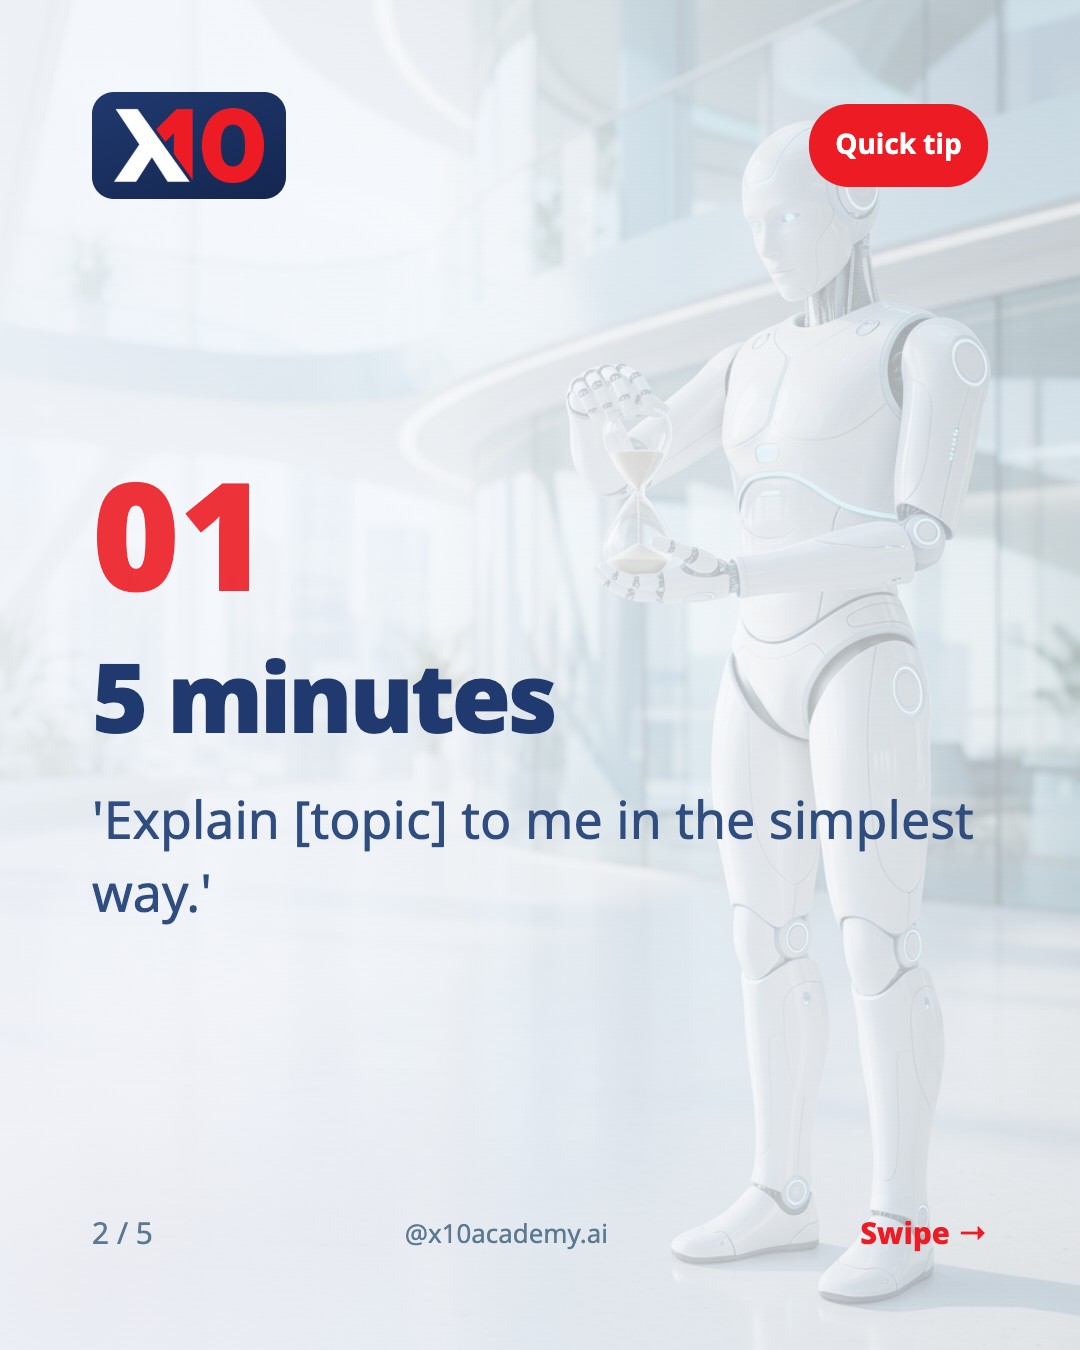 X10
Quick tip
01
5 minutes
'Explain [topic] to me in the simplest
way.'
2 / 5
@x10academy.ai
Swipe →